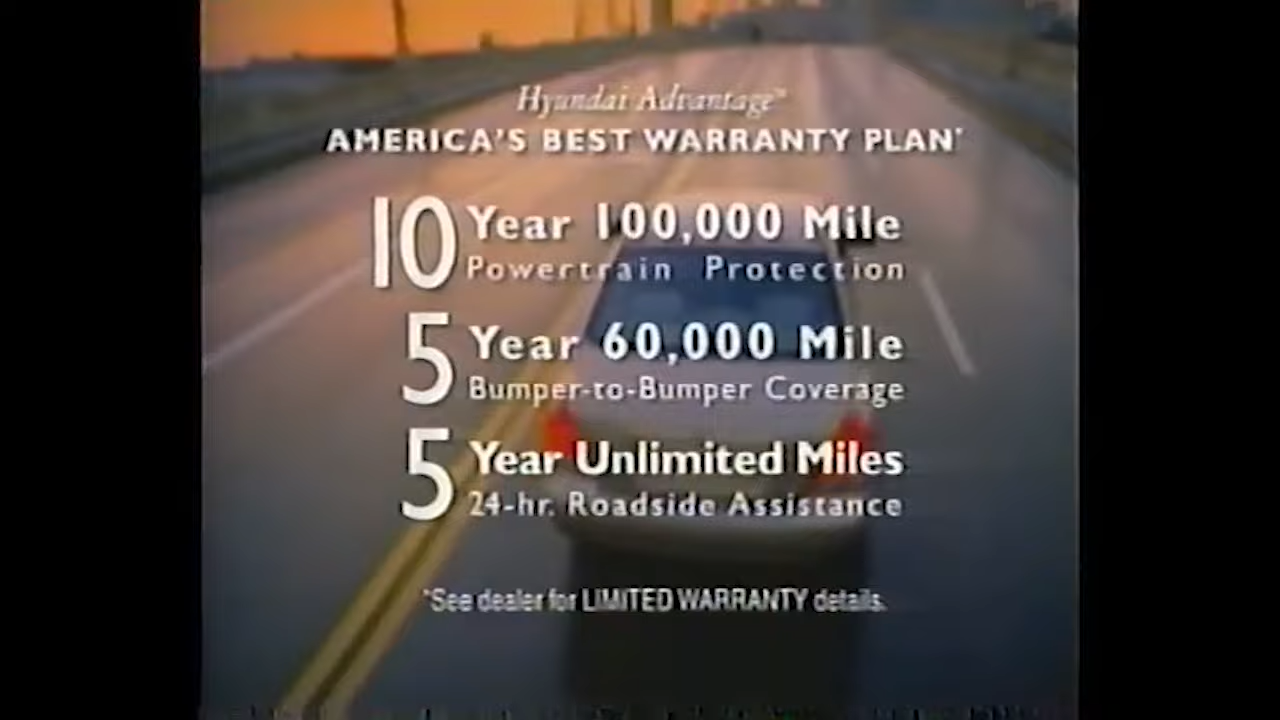 Hyundai Advantage™
AMERICA'S BEST WARRANTY PLAN*
10 Year 100,000 Mile
Powertrain Protection
5 Year 60,000 Mile
Bumper-to-Bumper Coverage
5 Year Unlimited Miles
24-hr. Roadside Assistance
*See dealer for LIMITED WARRANTY details.